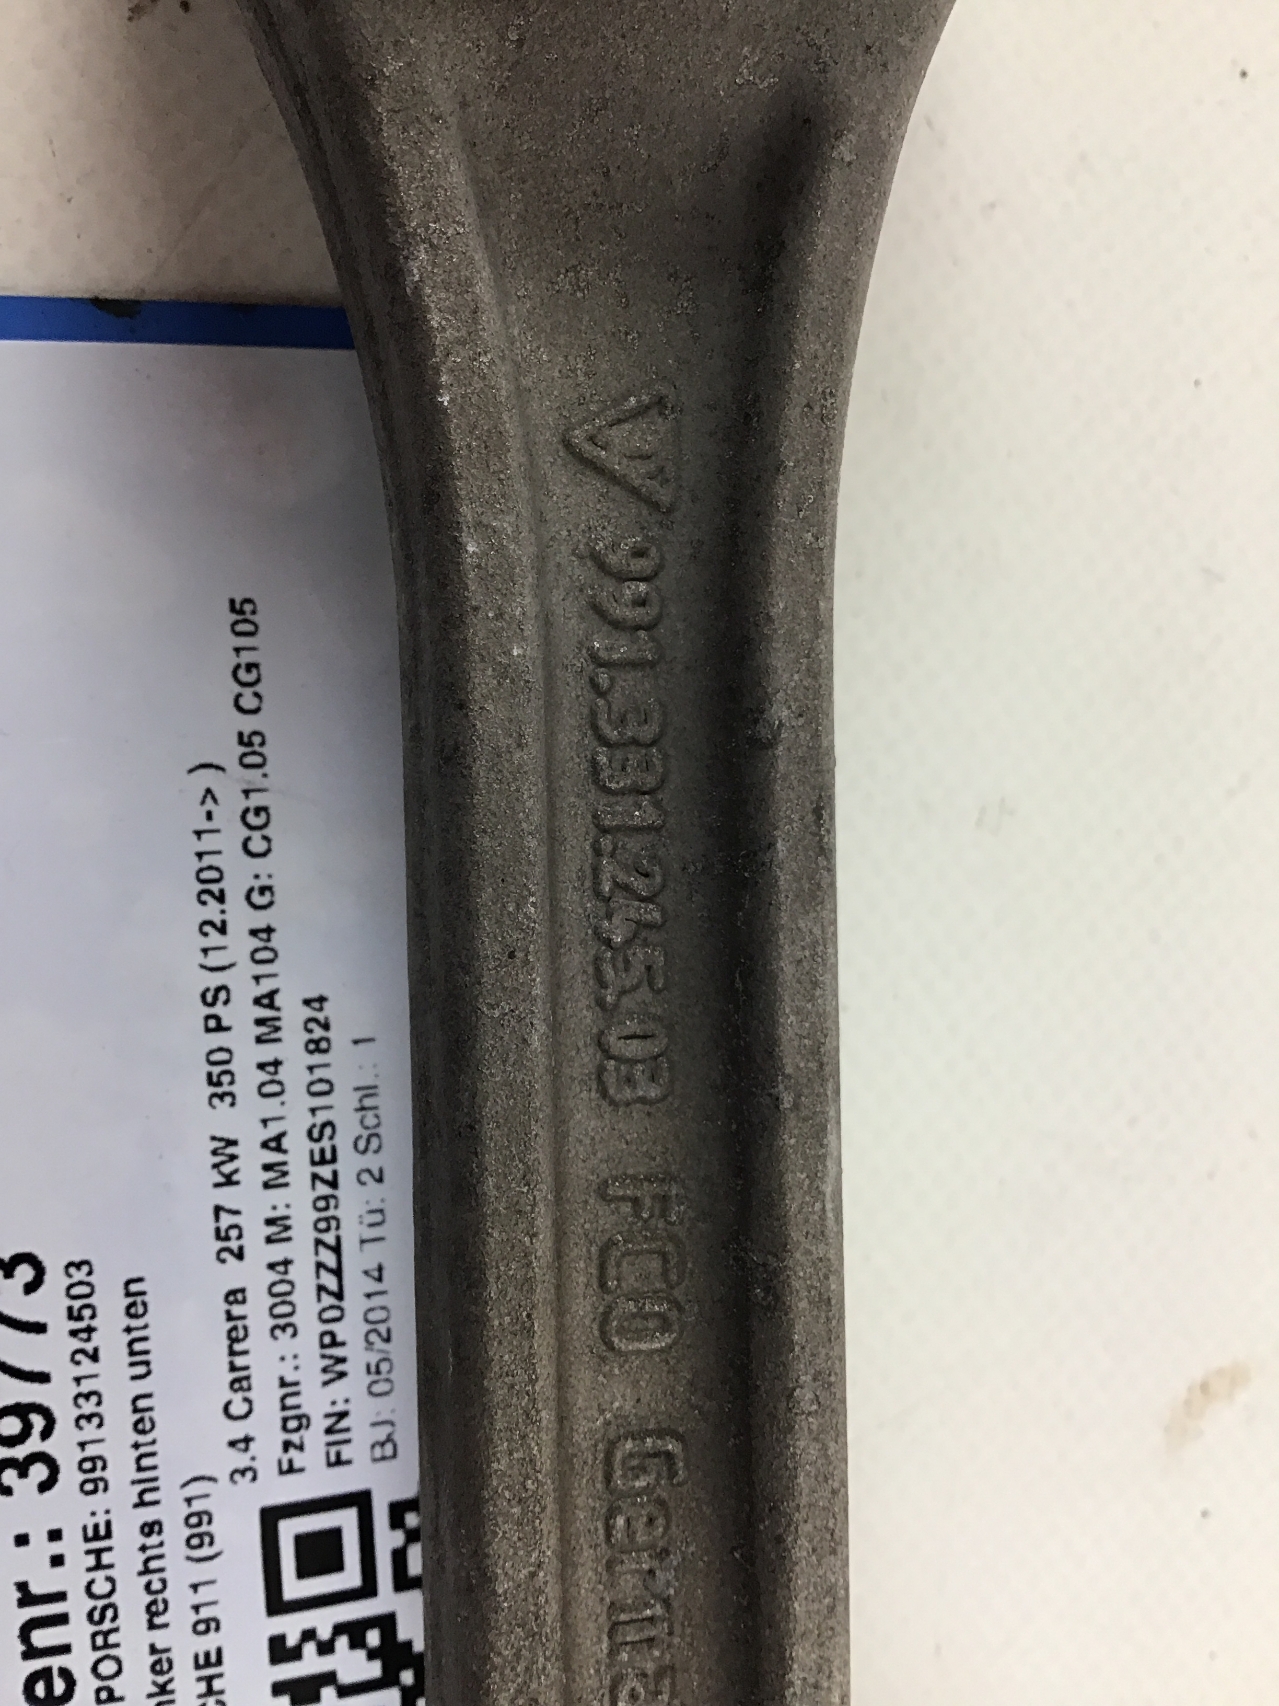 enr.: 39773
PORSCHE: 99133124503
nker rechts hinten unten
CHE 911 (991)
3.4 Carrera 257 kW 350 PS (12.2011-> )
Fzgnr.: 3004 M: MA1.04 MA104 G: CG1.05 CG105
FIN: WP0ZZZ99ZES101824
BJ: 05/2014 Tü: 2 Schl.: 1
991.331.245.03 FC0 Germa